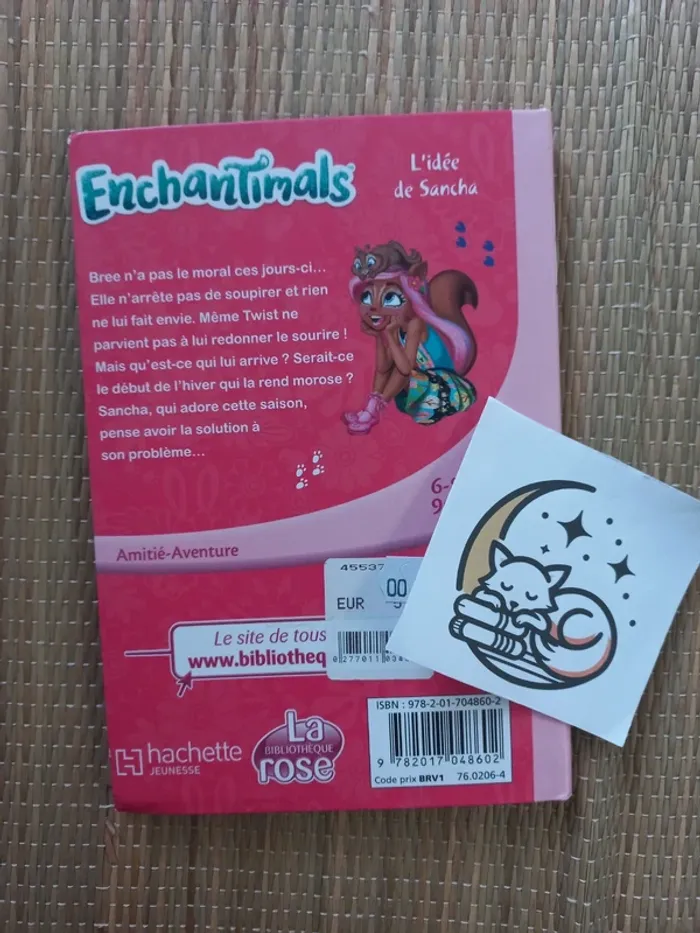 Enchantimals
L'idée
de Sancha
Bree n'a pas le moral ces jours-ci...
Elle n'arrête pas de soupirer et rien
ne lui fait envie. Même Twist ne
parvient pas à lui redonner le sourire !
Mais qu'est-ce qui lui arrive ? Serait-ce
le début de l'hiver qui la rend morose ?
Sancha, qui adore cette saison,
pense avoir la solution à
son problème...
Amitié-Aventure
45537
EUR
00
Le site de tous
www.bibliotheq
ISBN : 978-2-01-704860-2
9 782017 048602
Code prix BRV1 76.0206-4
hachette
JEUNESSE
La
BIBLIOTHÈQUE
rose